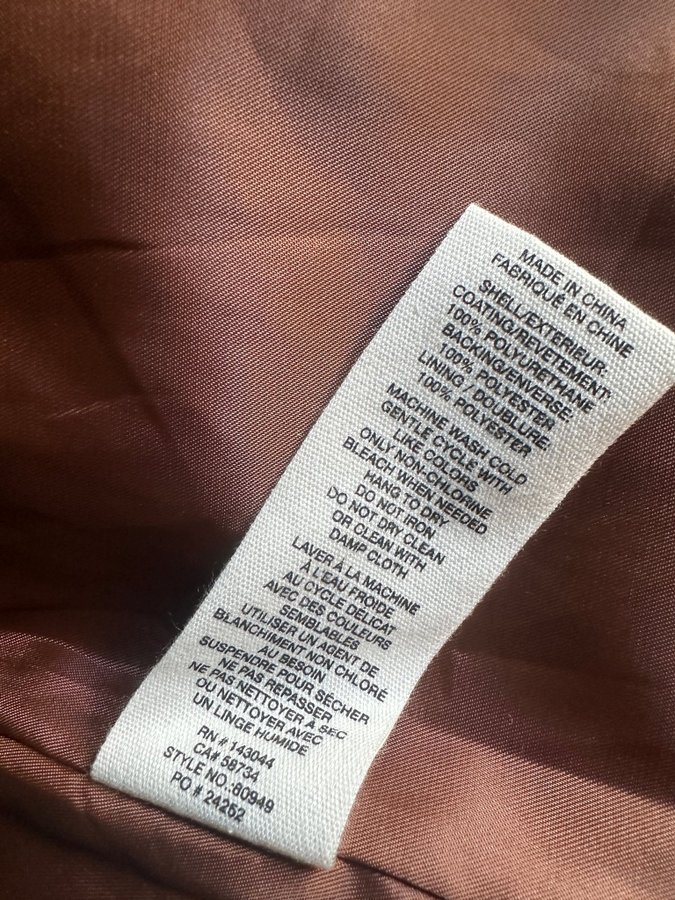 MADE IN CHINA
FABRIQUÉ EN CHINE
SHELL/EXTERIEUR:
COATING/REVETEMENT:
100% POLYURETHANE
BACKING/ENVERSE:
100% POLYESTER
LINING / DOUBLURE:
100% POLYESTER
MACHINE WASH COLD
GENTLE CYCLE WITH
LIKE COLORS
ONLY NON-CHLORINE
BLEACH WHEN NEEDED
HANG TO DRY
DO NOT IRON
DO NOT DRY CLEAN
OR CLEAN WITH
DAMP CLOTH
LAVER À LA MACHINE
À L'EAU FROIDE
AU CYCLE DÉLICAT
AVEC DES COULEURS
SEMBLABLES
UTILISER UN AGENT DE
BLANCHIMENT NON CHLORÉ
AU BESOIN
SUSPENDRE POUR SÉCHER
NE PAS REPASSER
NE PAS NETTOYER À SEC
OU NETTOYER AVEC
UN LINGE HUMIDE
RN # 143044
CA# 58734
STYLE NO.:80949
PO # 24262